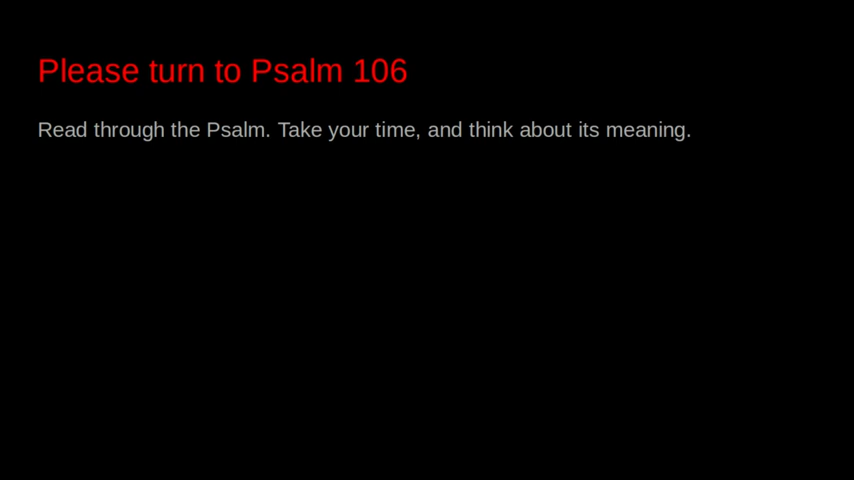 Please turn to Psalm 106
Read through the Psalm. Take your time, and think about its meaning.